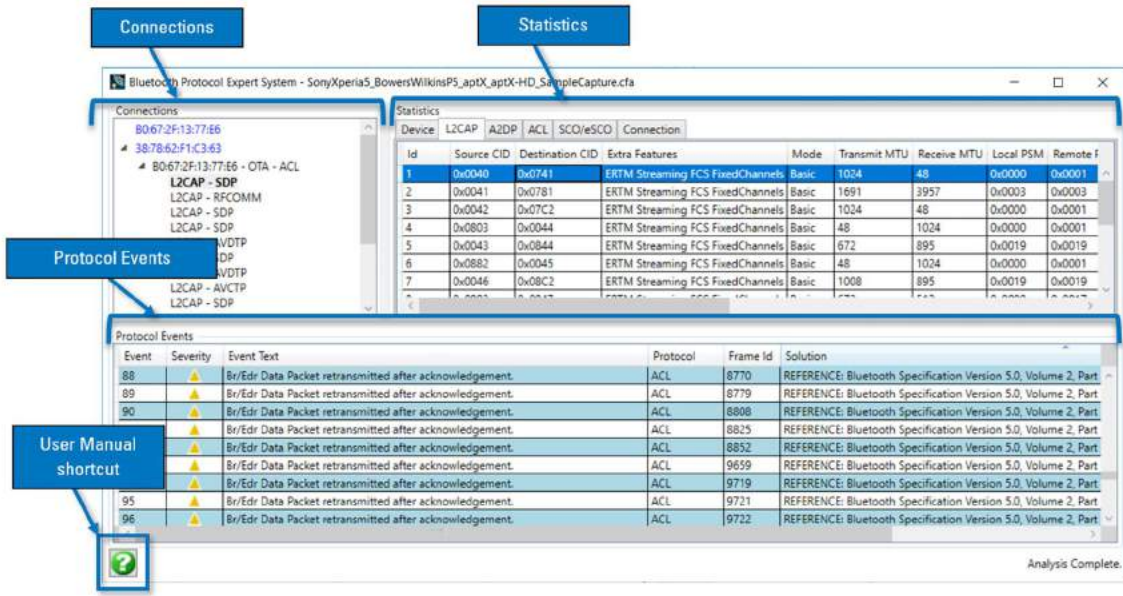 Connections
Statistics
Bluetooth Protocol Expert System - SonyXperia5_BowersWilkinsP5_aptX_aptX-HD_SampleCapture.cfa
Connections
B0:67:2F:13:77:E6
38:78:62:F1:C3:63
B0:67:2F:13:77:E6 - OTA - ACL
L2CAP - SDP
L2CAP - RFCOMM
L2CAP - SDP
L2CAP - SDP
AVDTP
DP
AVDTP
L2CAP - AVCTP
L2CAP - SDP
Statistics
Device L2CAP A2DP ACL SCO/eSCO Connection
Id Source CID Destination CID Extra Features Mode Transmit MTU Receive MTU Local PSM Remote P
1 0x0040 0x0741 ERTM Streaming FCS FixedChannels Basic 1024 48 0x0000 0x0001
2 0x0041 0x0781 ERTM Streaming FCS FixedChannels Basic 1691 3957 0x0003 0x0003
3 0x0042 0x07C2 ERTM Streaming FCS FixedChannels Basic 1024 48 0x0000 0x0001
4 0x0803 0x0044 ERTM Streaming FCS FixedChannels Basic 48 1024 0x0000 0x0001
5 0x0043 0x0844 ERTM Streaming FCS FixedChannels Basic 672 895 0x0019 0x0019
6 0x0882 0x0045 ERTM Streaming FCS FixedChannels Basic 48 1024 0x0000 0x0001
7 0x0046 0x08C2 ERTM Streaming FCS FixedChannels Basic 1008 895 0x0019 0x0019
Protocol Events
Protocol Events
Event Severity Event Text Protocol Frame Id Solution
88 Br/Edr Data Packet retransmitted after acknowledgement. ACL 8770 REFERENCE: Bluetooth Specification Version 5.0, Volume 2, Part
89 Br/Edr Data Packet retransmitted after acknowledgement. ACL 8779 REFERENCE: Bluetooth Specification Version 5.0, Volume 2, Part
90 Br/Edr Data Packet retransmitted after acknowledgement. ACL 8808 REFERENCE: Bluetooth Specification Version 5.0, Volume 2, Part
Br/Edr Data Packet retransmitted after acknowledgement. ACL 8825 REFERENCE: Bluetooth Specification Version 5.0, Volume 2, Part
Br/Edr Data Packet retransmitted after acknowledgement. ACL 8852 REFERENCE: Bluetooth Specification Version 5.0, Volume 2, Part
Br/Edr Data Packet retransmitted after acknowledgement. ACL 9659 REFERENCE: Bluetooth Specification Version 5.0, Volume 2, Part
Br/Edr Data Packet retransmitted after acknowledgement. ACL 9719 REFERENCE: Bluetooth Specification Version 5.0, Volume 2, Part
95 Br/Edr Data Packet retransmitted after acknowledgement. ACL 9721 REFERENCE: Bluetooth Specification Version 5.0, Volume 2, Part
96 Br/Edr Data Packet retransmitted after acknowledgement. ACL 9722 REFERENCE: Bluetooth Specification Version 5.0, Volume 2, Part
User Manual
shortcut
?
Analysis Complete.